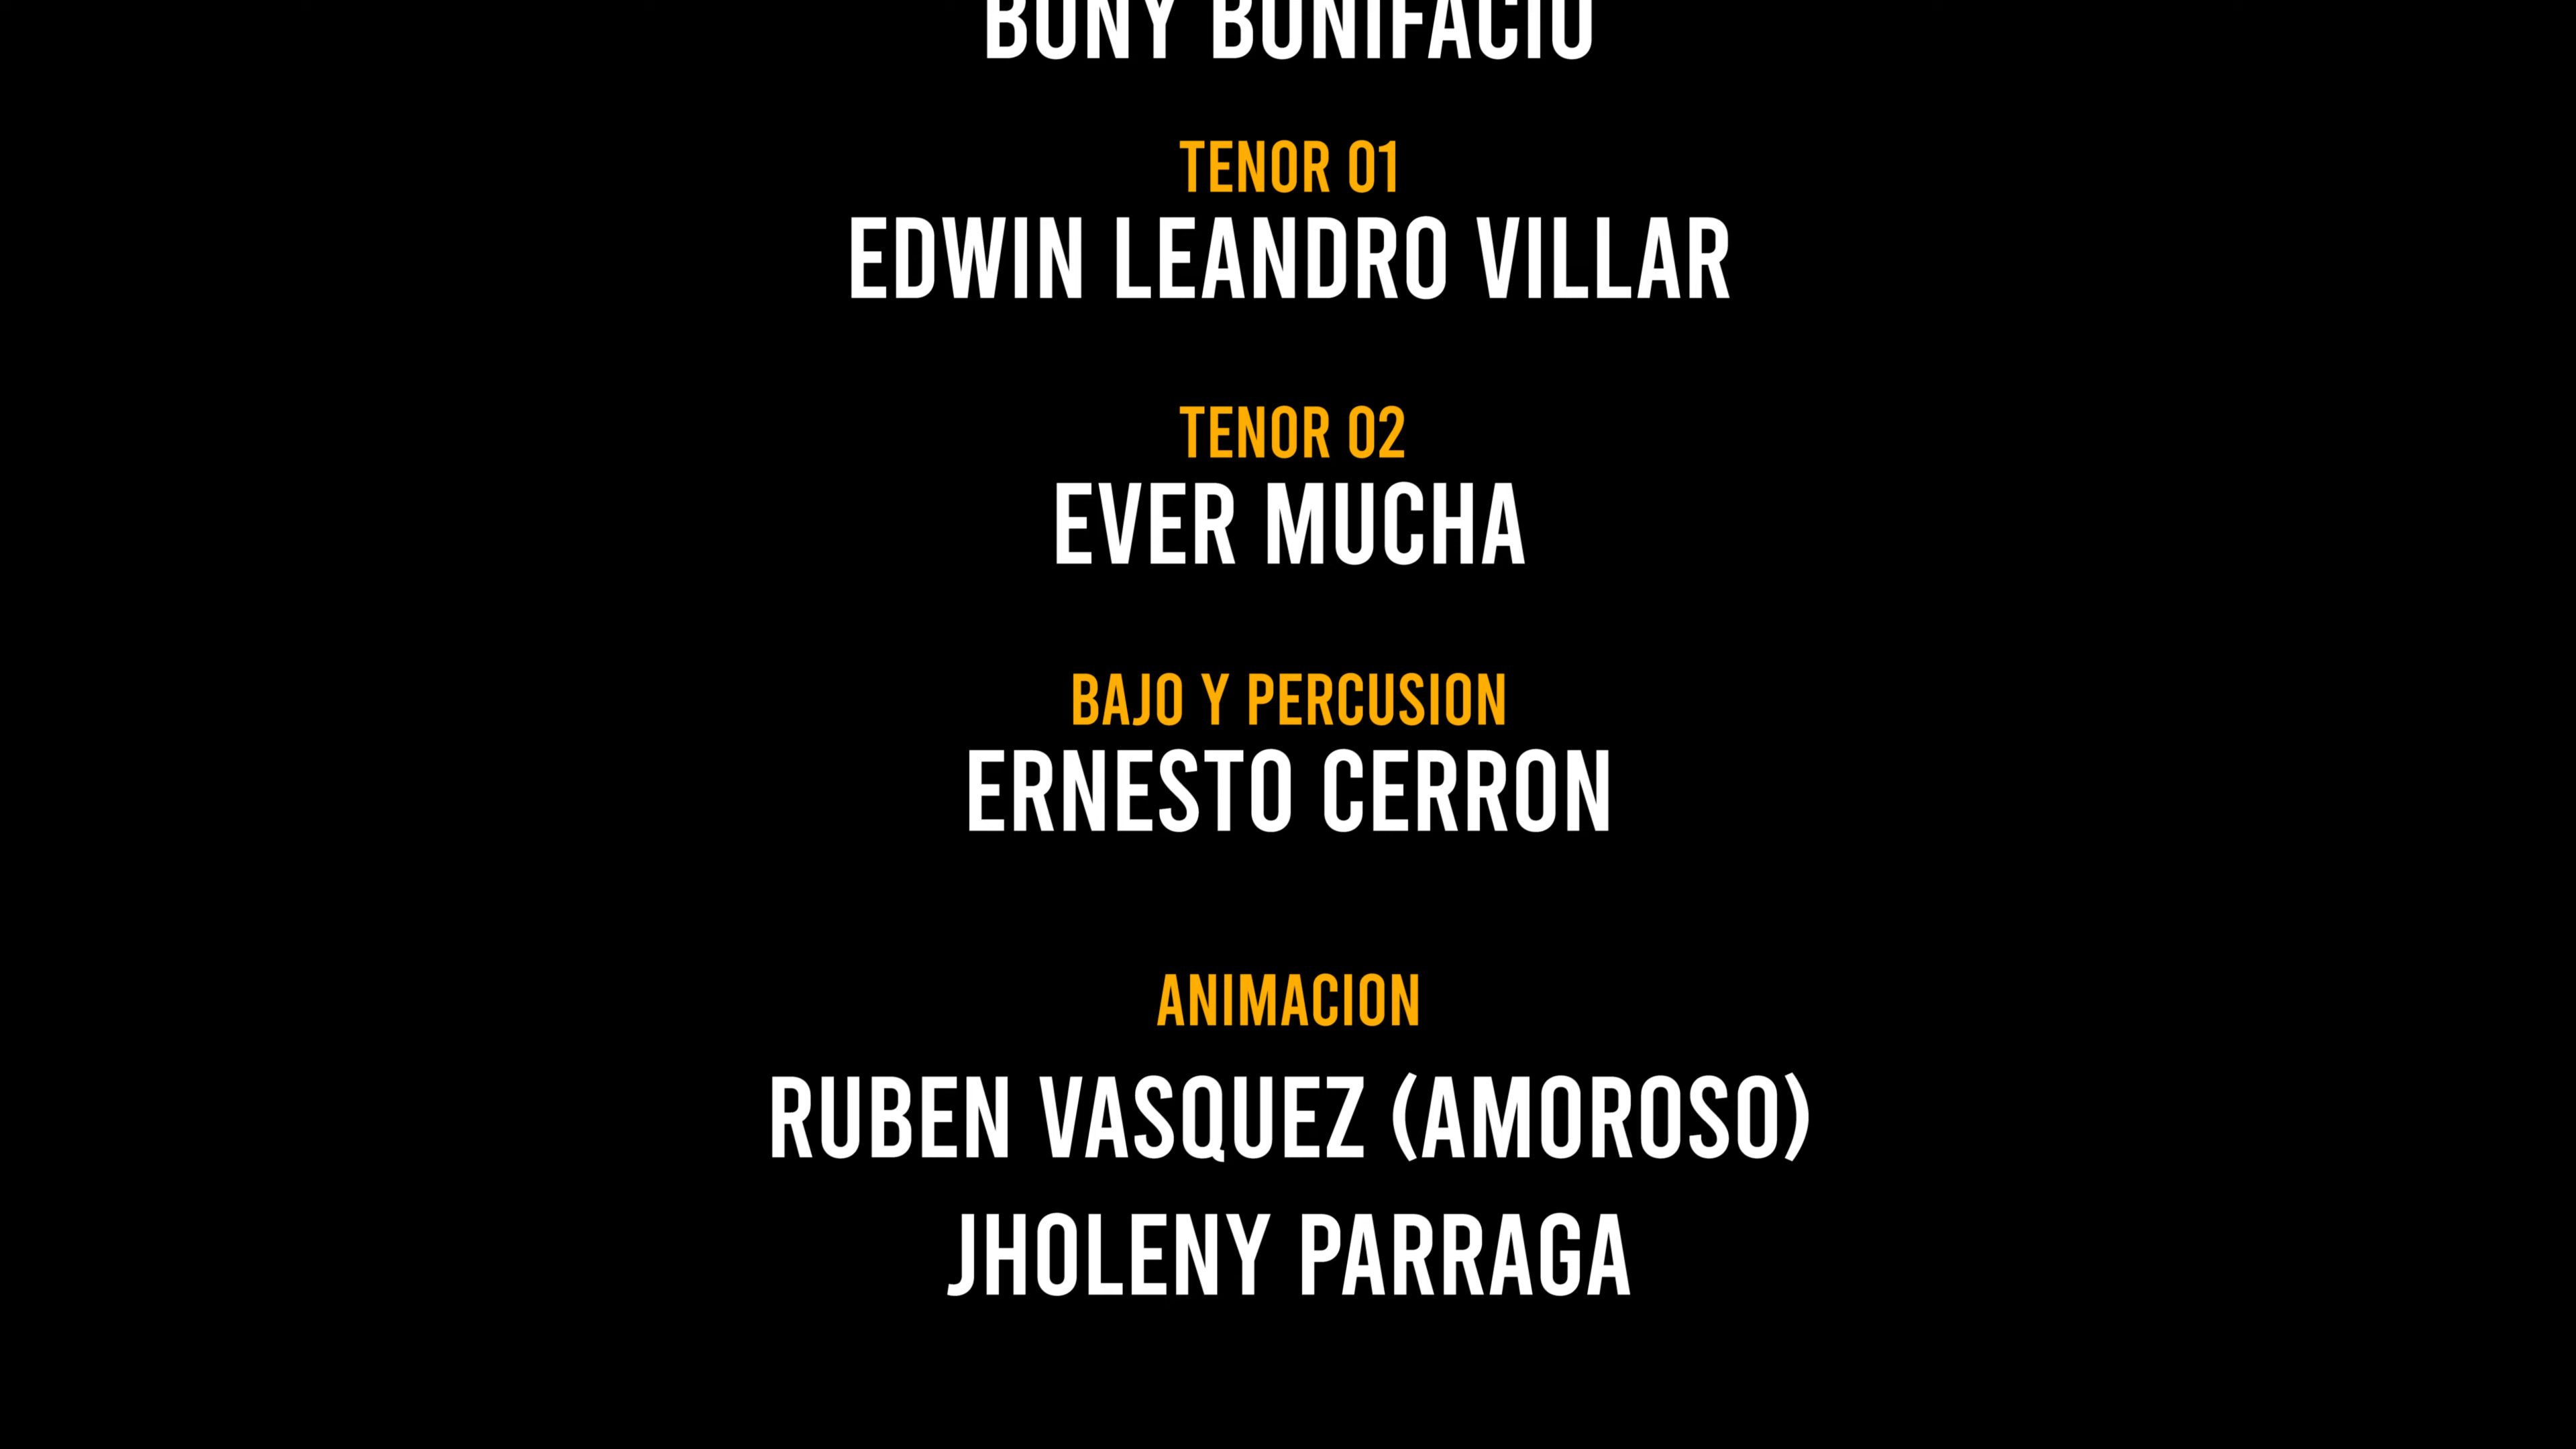 BONY BONIFACIO
TENOR 01
EDWIN LEANDRO VILLAR
TENOR 02
EVER MUCHA
BAJO Y PERCUSION
ERNESTO CERRON
ANIMACION
RUBEN VASQUEZ (AMOROSO)
JHOLENY PARRAGA